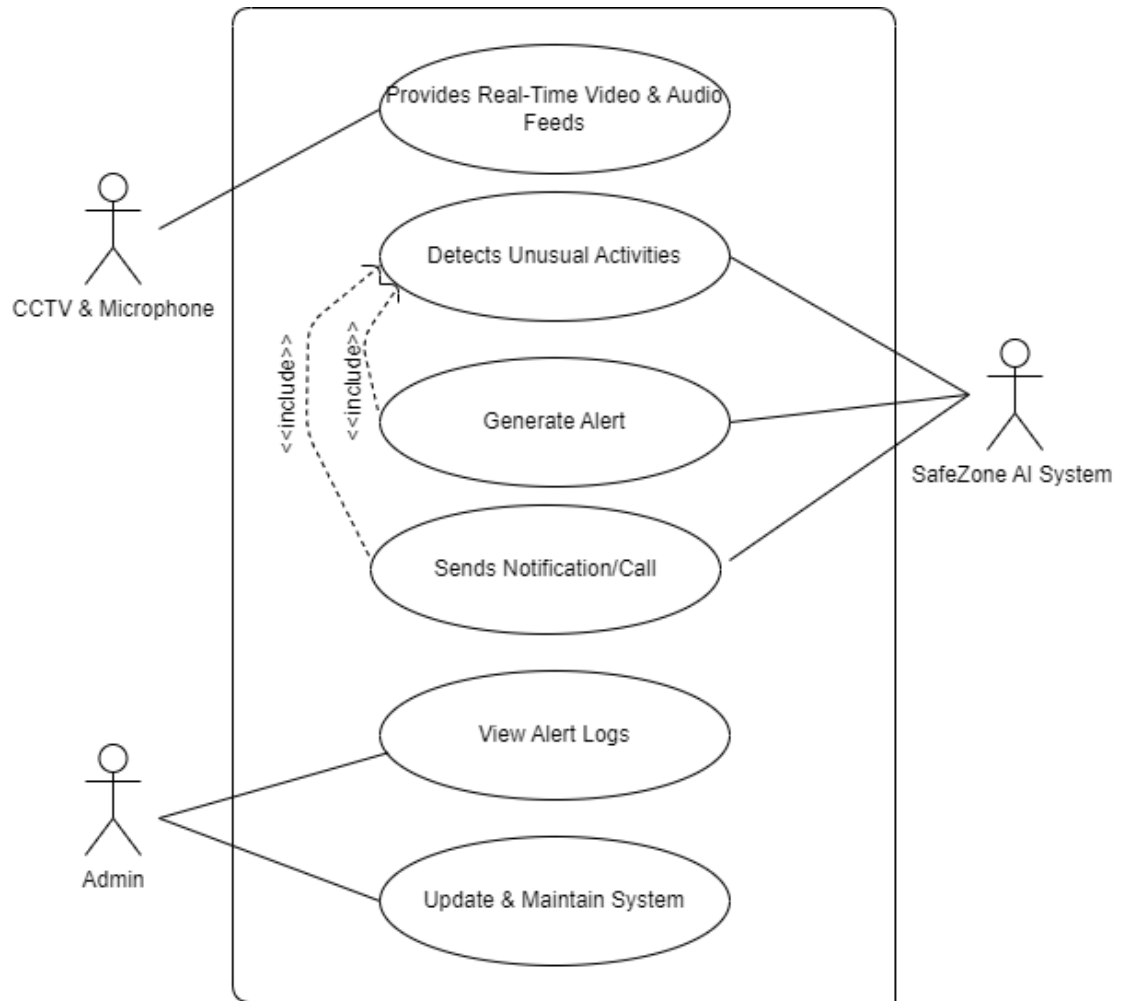 Provides Real-Time Video & Audio
Feeds
CCTV & Microphone
Detects Unusual Activities
<<include>>
<<include>>
Generate Alert
SafeZone AI System
Sends Notification/Call
View Alert Logs
Admin
Update & Maintain System